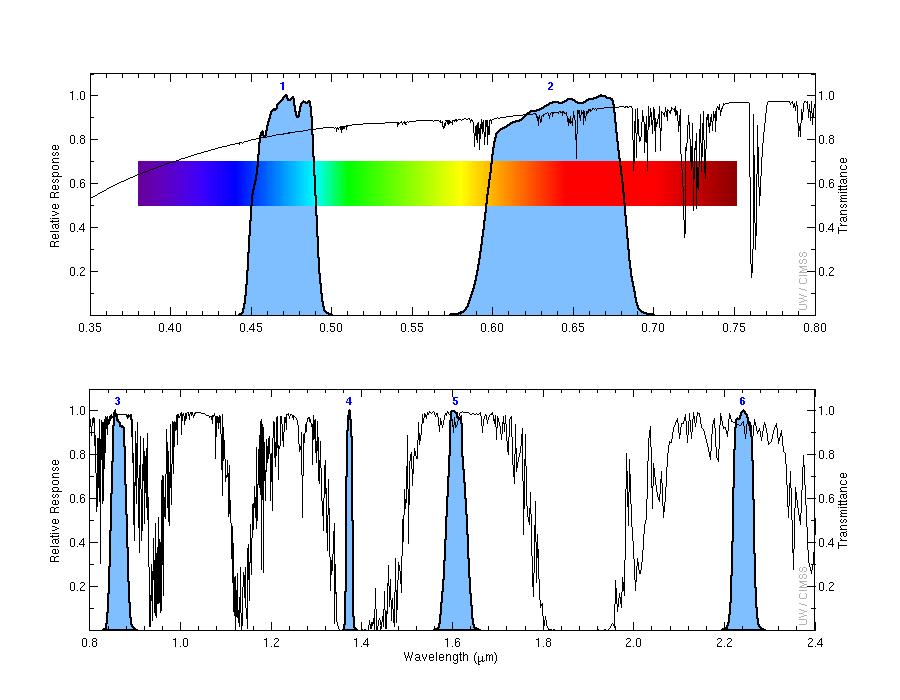 1 2
1.0 1.0
0.8 0.8
0.6 0.6
0.4 0.4
0.2 0.2
Relative Response
Transmittance
UW / CIMSS
0.35 0.40 0.45 0.50 0.55 0.60 0.65 0.70 0.75 0.80
3 4 5 6
1.0 1.0
0.8 0.8
0.6 0.6
0.4 0.4
0.2 0.2
Relative Response
Transmittance
UW / CIMSS
0.8 1.0 1.2 1.4 1.6 1.8 2.0 2.2 2.4
Wavelength (μm)